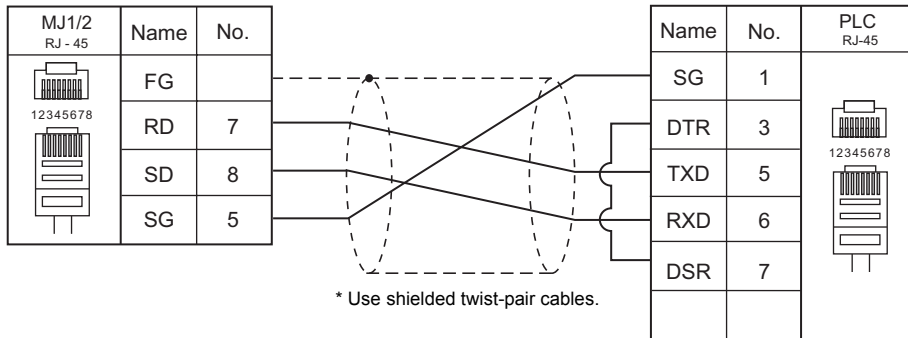 MJ1/2
RJ - 45
Name No.
12345678
FG
RD 7
SD 8
SG 5
Name No.
PLC
RJ-45
SG 1
DTR 3
TXD 5
RXD 6
DSR 7
12345678
* Use shielded twist-pair cables.